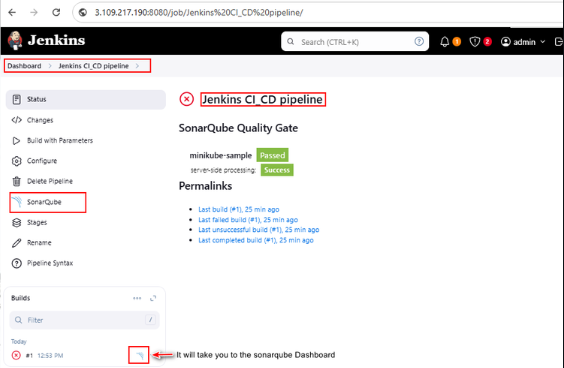 3.109.217.190:8080/job/Jenkins%20CI_CD%20pipeline/
Jenkins
Search (CTRL+K)
?
1
2
admin
Dashboard > Jenkins CI_CD pipeline >
Status
Changes
Build with Parameters
Configure
Delete Pipeline
SonarQube
Stages
Rename
Pipeline Syntax
Jenkins CI_CD pipeline
SonarQube Quality Gate
minikube-sample Passed
server-side processing: Success
Permalinks
Last build (#1), 25 min ago
Last failed build (#1), 25 min ago
Last unsuccessful build (#1), 25 min ago
Last completed build (#1), 25 min ago
Builds
Filter
/
Today
#1 12:53 PM
It will take you to the sonarqube Dashboard